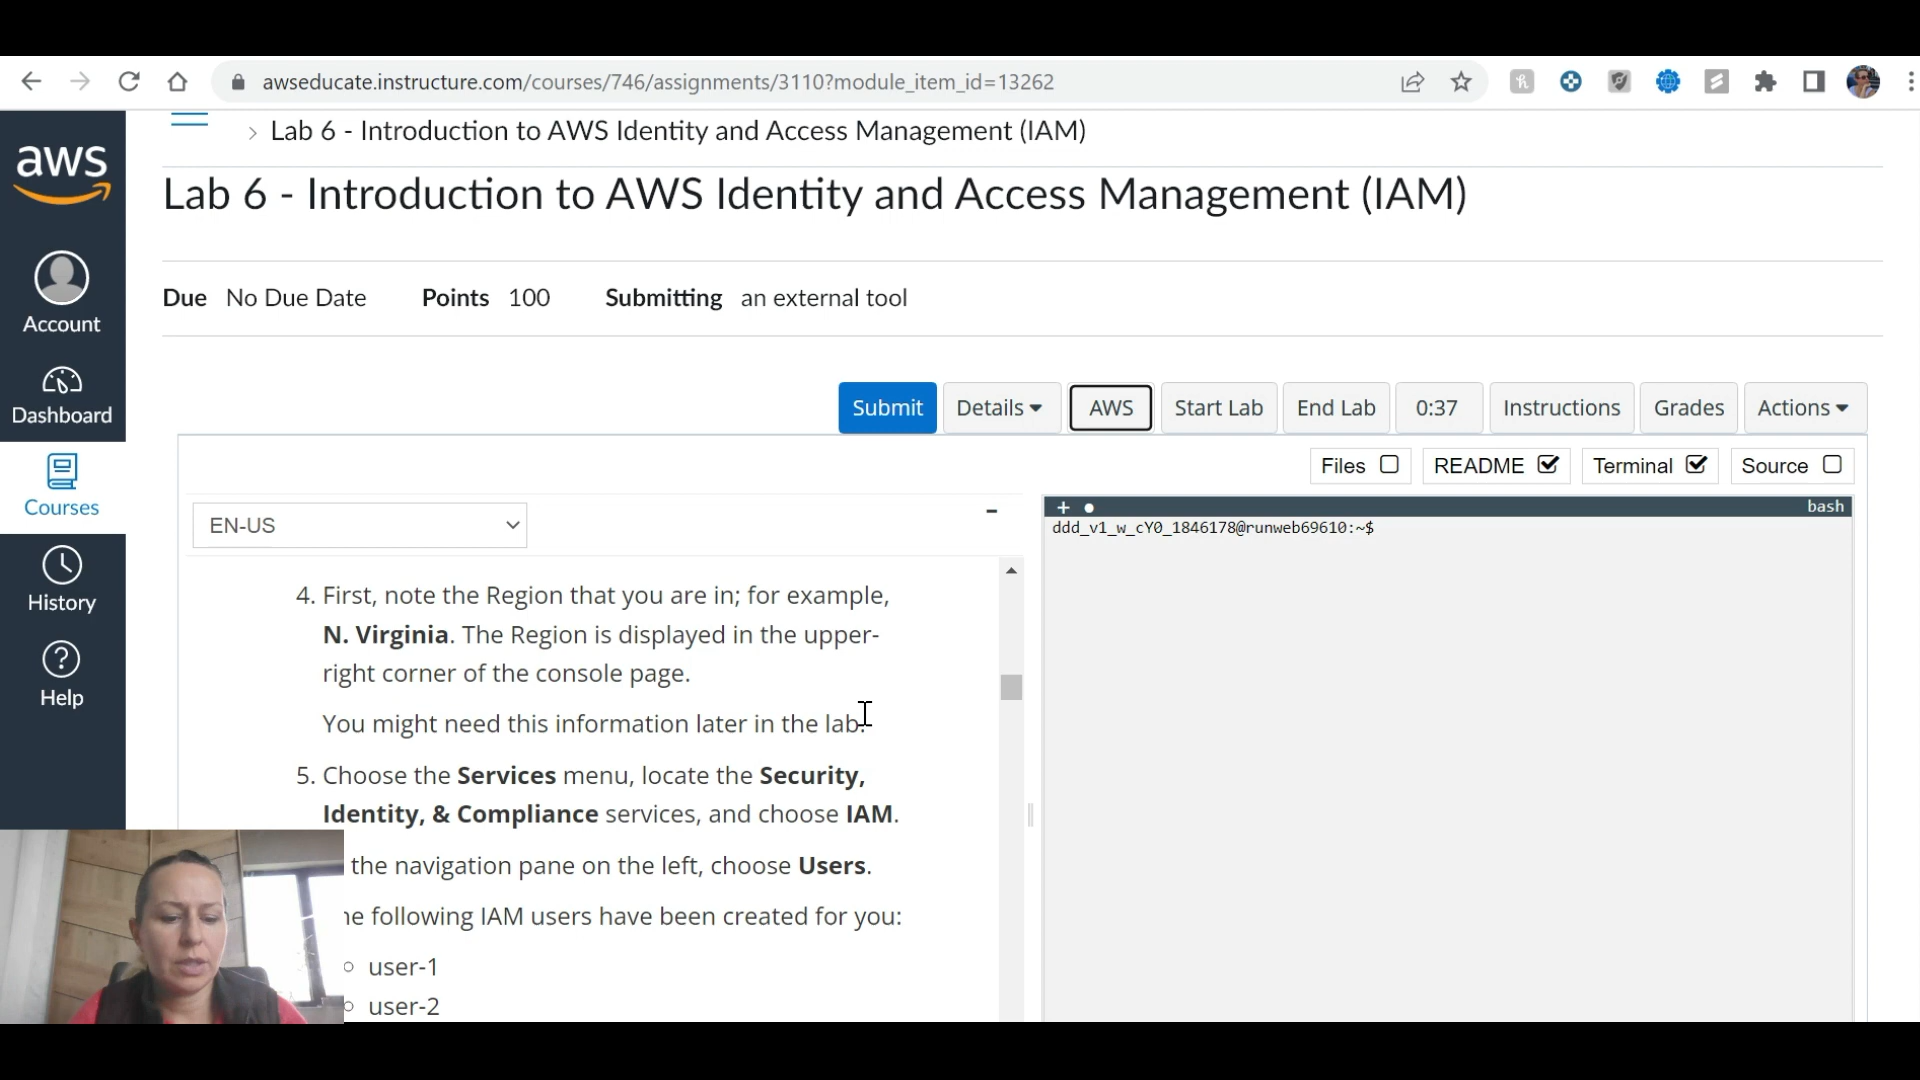 awseducate.instructure.com/courses/746/assignments/3110?module_item_id=13262
› Lab 6 - Introduction to AWS Identity and Access Management (IAM)
aws
Lab 6 - Introduction to AWS Identity and Access Management (IAM)
Account
Due No Due Date Points 100 Submitting an external tool
Dashboard
Submit Details AWS Start Lab End Lab 0:37 Instructions Grades Actions
Files README Terminal Source
Courses
EN-US
+ bash
ddd_v1_w_cY0_1846178@runweb69610:~$
History
Help
4. First, note the Region that you are in; for example,
N. Virginia. The Region is displayed in the upper-
right corner of the console page.
You might need this information later in the lab.
5. Choose the Services menu, locate the Security,
Identity, & Compliance services, and choose IAM.
the navigation pane on the left, choose Users.
he following IAM users have been created for you:
user-1
user-2